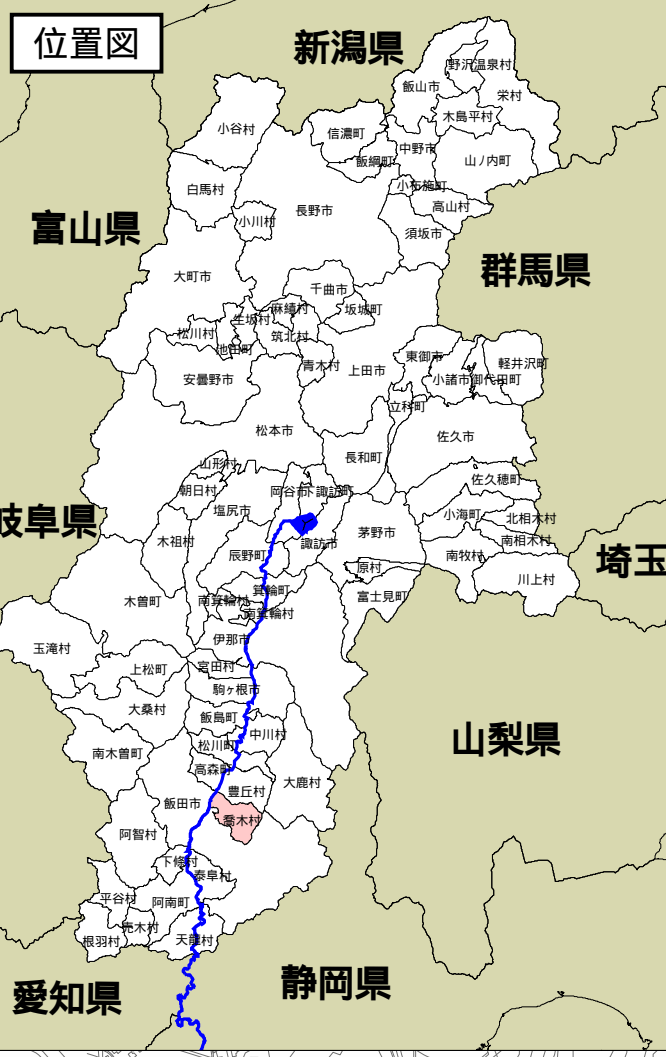 位置図
新潟県
野沢温泉村
飯山市
栄村
木島平村
小谷村
信濃町
中野市
飯綱町
山ノ内町
白馬村
小布施町
高山村
長野市
小川村
富山県
須坂市
群馬県
大町市
千曲市
麻績村
坂城町
生坂村
松川村
筑北村
池田町
東御市
軽井沢町
青木村
上田市
安曇野市
小諸市
御代田町
立科町
松本市
佐久市
長和町
山形村
佐久穂町
朝日村
岡谷市
下諏訪町
塩尻市
小海町
北相木村
岐阜県
茅野市
木祖村
諏訪市
南相木村
辰野町
南牧村
埼玉
原村
川上村
箕輪町
富士見町
木曽町
南箕輪村
南箕輪村
伊那市
玉滝村
宮田村
上松町
駒ヶ根市
大桑村
飯島町
中川村
山梨県
松川町
南木曽町
高森町
大鹿村
豊丘村
飯田市
喬木村
阿智村
下條村
泰阜村
平谷村
阿南町
売木村
根羽村
天龍村
静岡県
愛知県